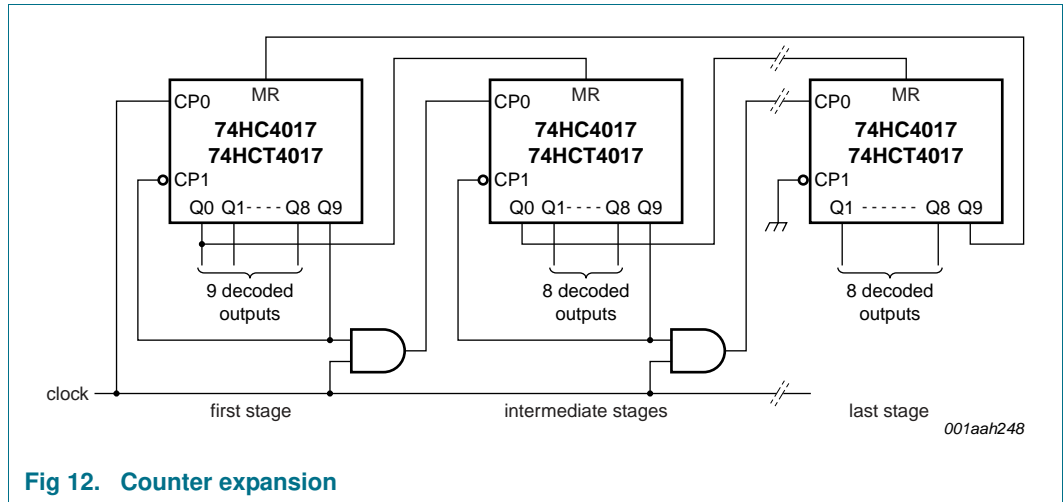 MR
MR
MR
CP0
CP0
CP0
74HC4017
74HCT4017
74HC4017
74HCT4017
74HC4017
74HCT4017
CP1
CP1
CP1
Q0 Q1 - - - - Q8 Q9
Q0 Q1 - - - - Q8 Q9
Q1 - - - - - - Q8 Q9
9 decoded
outputs
8 decoded
outputs
8 decoded
outputs
clock
first stage
intermediate stages
last stage
001aah248
Fig 12. Counter expansion